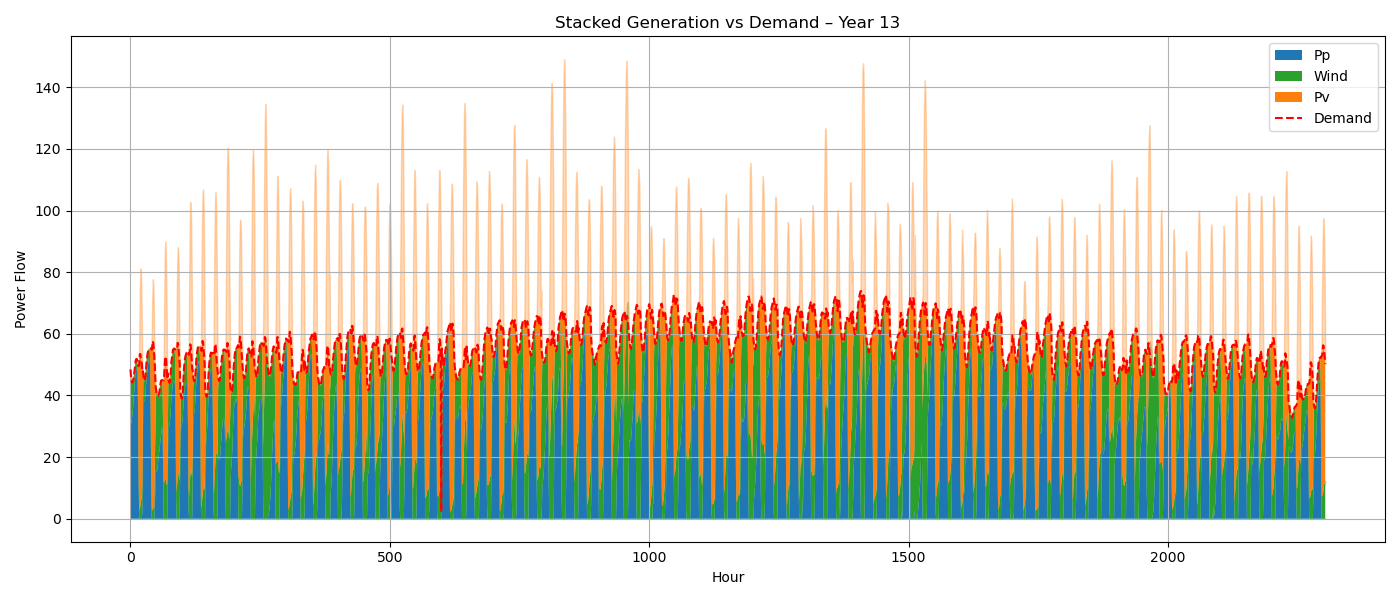 Stacked Generation vs Demand – Year 13
Power Flow
140
120
100
80
60
40
20
0
Pp
Wind
Pv
Demand
0
500
1000
1500
2000
Hour